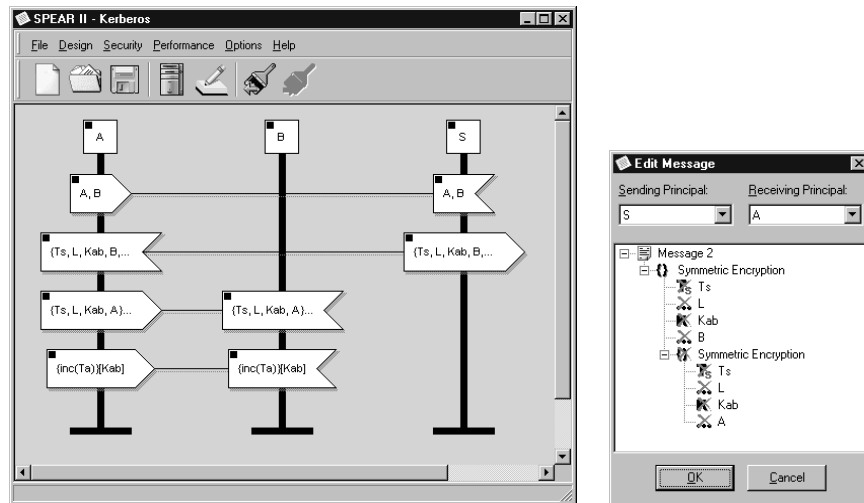 SPEAR II - Kerberos
File Design Security Performance Options Help
A B S
A, B A, B
{Ts, L, Kab, B,... {Ts, L, Kab, B,...
{Ts, L, Kab, A}... {Ts, L, Kab, A}...
{inc(Ta)}[Kab] {inc(Ta)}[Kab]
Edit Message
Sending Principal: Receiving Principal:
S A
Message 2
Symmetric Encryption
Ts
L
Kab
B
Symmetric Encryption
Ts
L
Kab
A
OK Cancel